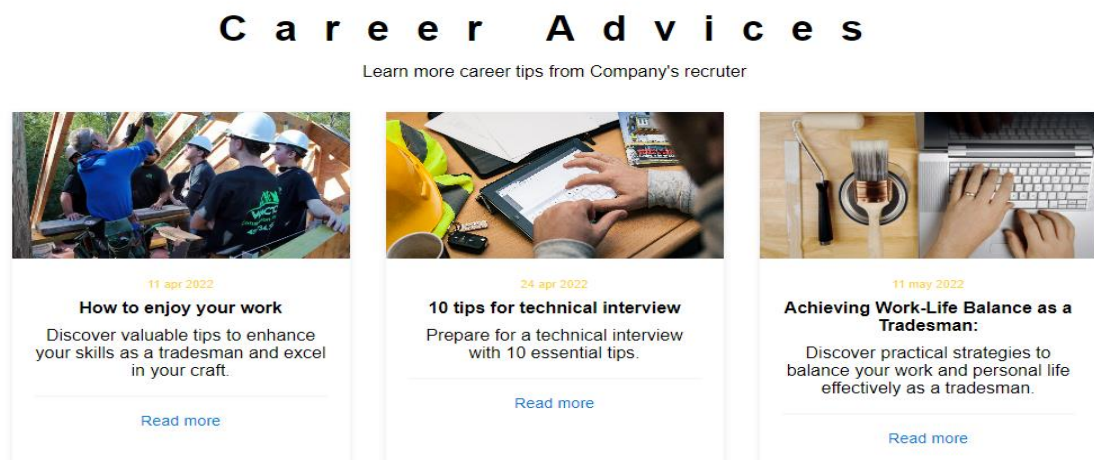 Career Advices
Learn more career tips from Company's recruter
11 apr 2022
How to enjoy your work
Discover valuable tips to enhance
your skills as a tradesman and excel
in your craft.
Read more
24 apr 2022
10 tips for technical interview
Prepare for a technical interview
with 10 essential tips.
Read more
11 may 2022
Achieving Work-Life Balance as a
Tradesman:
Discover practical strategies to
balance your work and personal life
effectively as a tradesman.
Read more